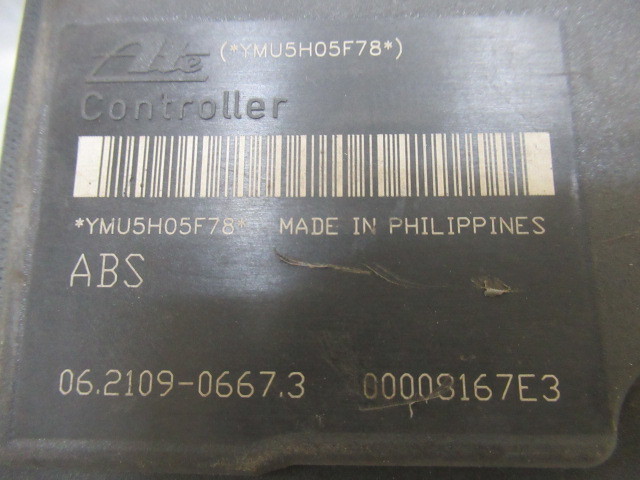 Ate (*YMU5H05F78*)
Controller
*YMU5H05F78* MADE IN PHILIPPINES
ABS
06.2109-0667.3 00008167E3